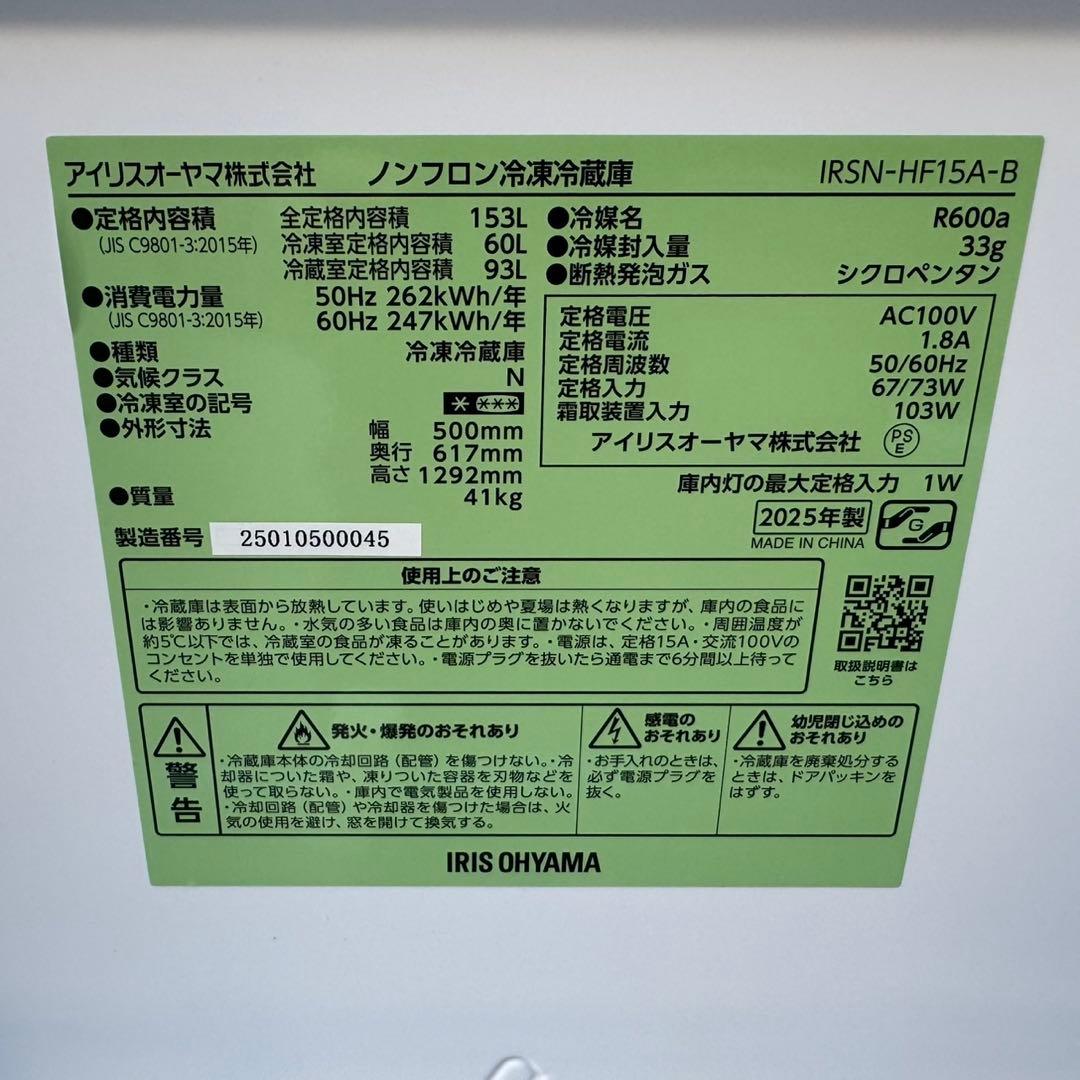 アイリスオーヤマ株式会社 ノンフロン冷凍冷蔵庫 IRSN-HF15A-B
●定格内容積 全定格内容積 153L
(JIS C9801-3:2015年) 冷凍室定格内容積 60L
冷蔵室定格内容積 93L
●消費電力量 50Hz 262kWh/年
(JIS C9801-3:2015年) 60Hz 247kWh/年
●種類 冷凍冷蔵庫
●気候クラス N
●冷凍室の記号
●外形寸法 幅 500mm
奥行 617mm
高さ 1292mm
●質量 41kg
製造番号 25010500045
●冷媒名 R600a
●冷媒封入量 33g
●断熱発泡ガス シクロペンタン
定格電圧 AC100V
定格電流 1.8A
定格周波数 50/60Hz
定格入力 67/73W
霜取装置入力 103W
アイリスオーヤマ株式会社 PSE
庫内灯の最大定格入力 1W
2025年製 G
MADE IN CHINA
使用上のご注意
・冷蔵庫は表面から放熱しています。使いはじめや夏場は熱くなりますが、庫内の食品に
は影響ありません。・水気の多い食品は庫内の奥に置かないでください。・周囲温度が
約5℃以下では、冷蔵室の食品が凍ることがあります。・電源は、定格15A・交流100Vの
コンセントを単独で使用してください。・電源プラグを抜いたら通電まで6分間以上待って
ください。
取扱説明書は
こちら
警告
発火・爆発のおそれあり
・冷蔵庫本体の冷却回路（配管）を傷つけない。・冷
却器についた霜や、凍りついた容器を刃物などを
使って取らない。・庫内で電気製品を使用しない。
・冷却回路（配管）や冷却器を傷つけた場合は、火
気の使用を避け、窓を開けて換気する。
感電の
おそれあり
・お手入れのときは、
必ず電源プラグを
抜く。
幼児閉じ込めの
おそれあり
・冷蔵庫を廃棄処分する
ときは、ドアパッキンを
はずす。
IRIS OHYAMA